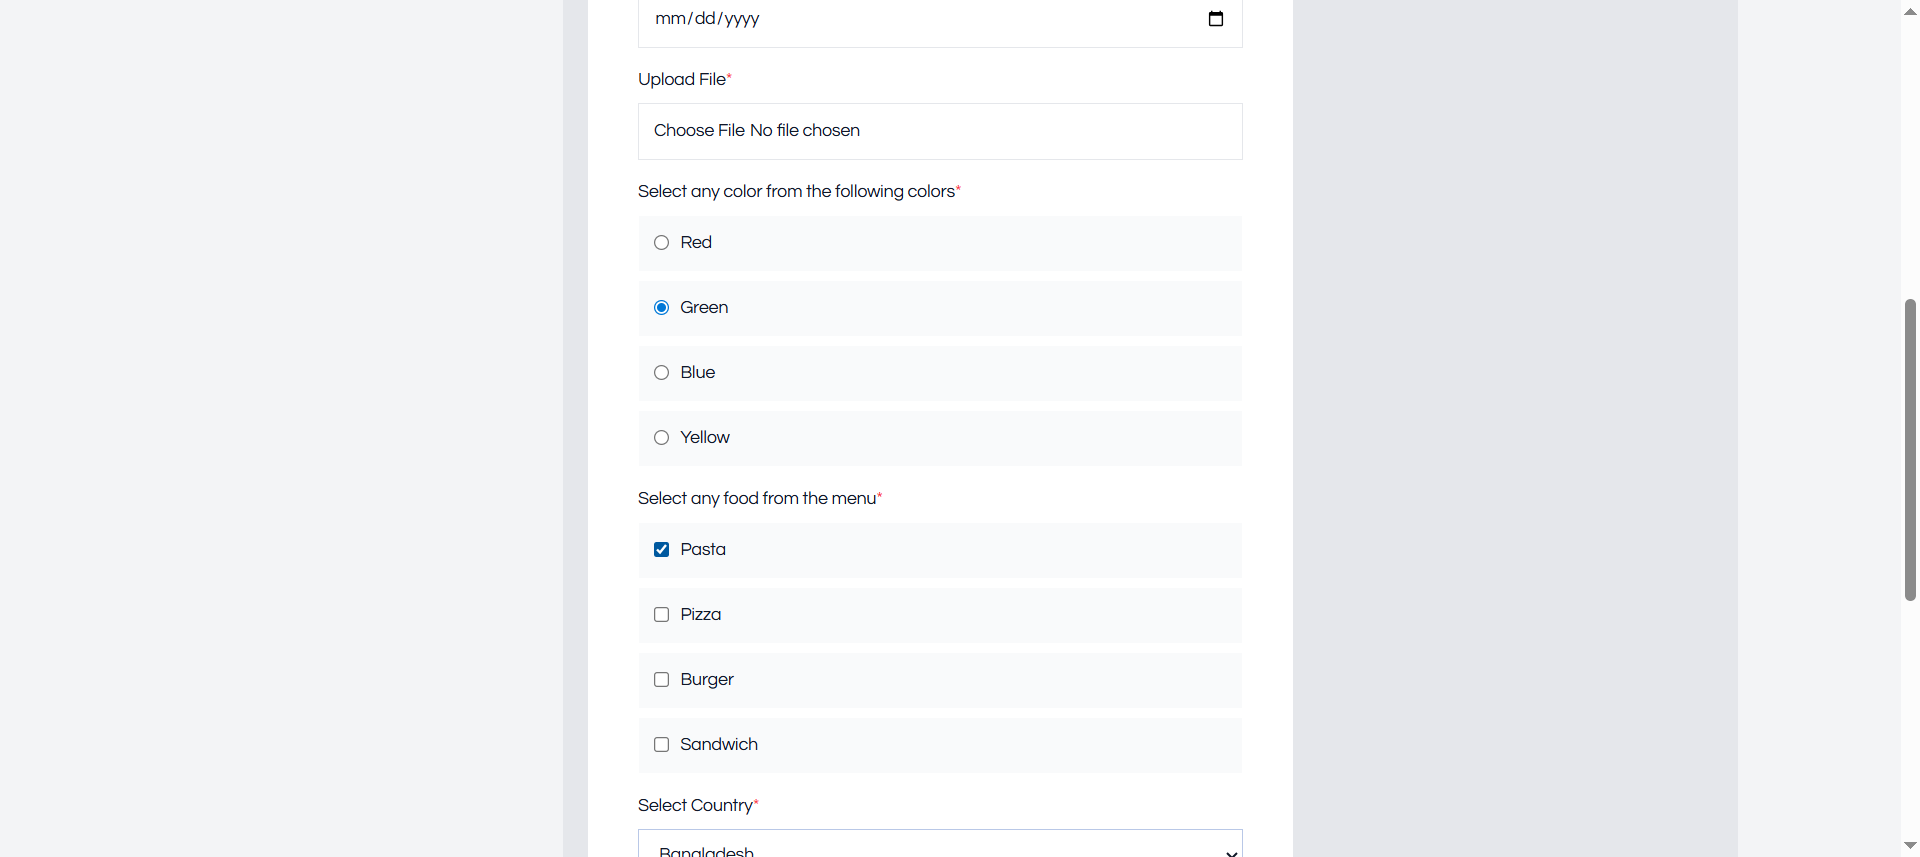 mm/dd/yyyy
Upload File*
Choose File No file chosen
Select any color from the following colors*
Red
Green
Blue
Yellow
Select any food from the menu*
Pasta
Pizza
Burger
Sandwich
Select Country*
Bangladesh